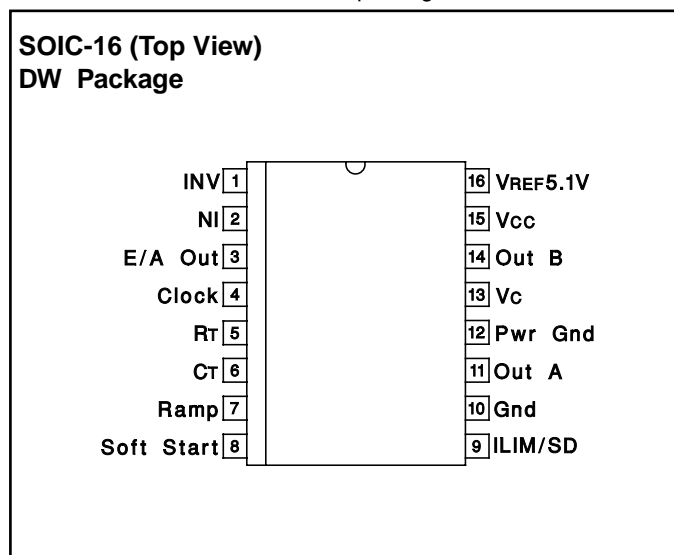 SOIC-16 (Top View)
DW Package
INV 1
NI 2
E/A Out 3
Clock 4
RT 5
CT 6
Ramp 7
Soft Start 8
16 VREF5.1V
15 Vcc
14 Out B
13 Vc
12 Pwr Gnd
11 Out A
10 Gnd
9 ILIM/SD